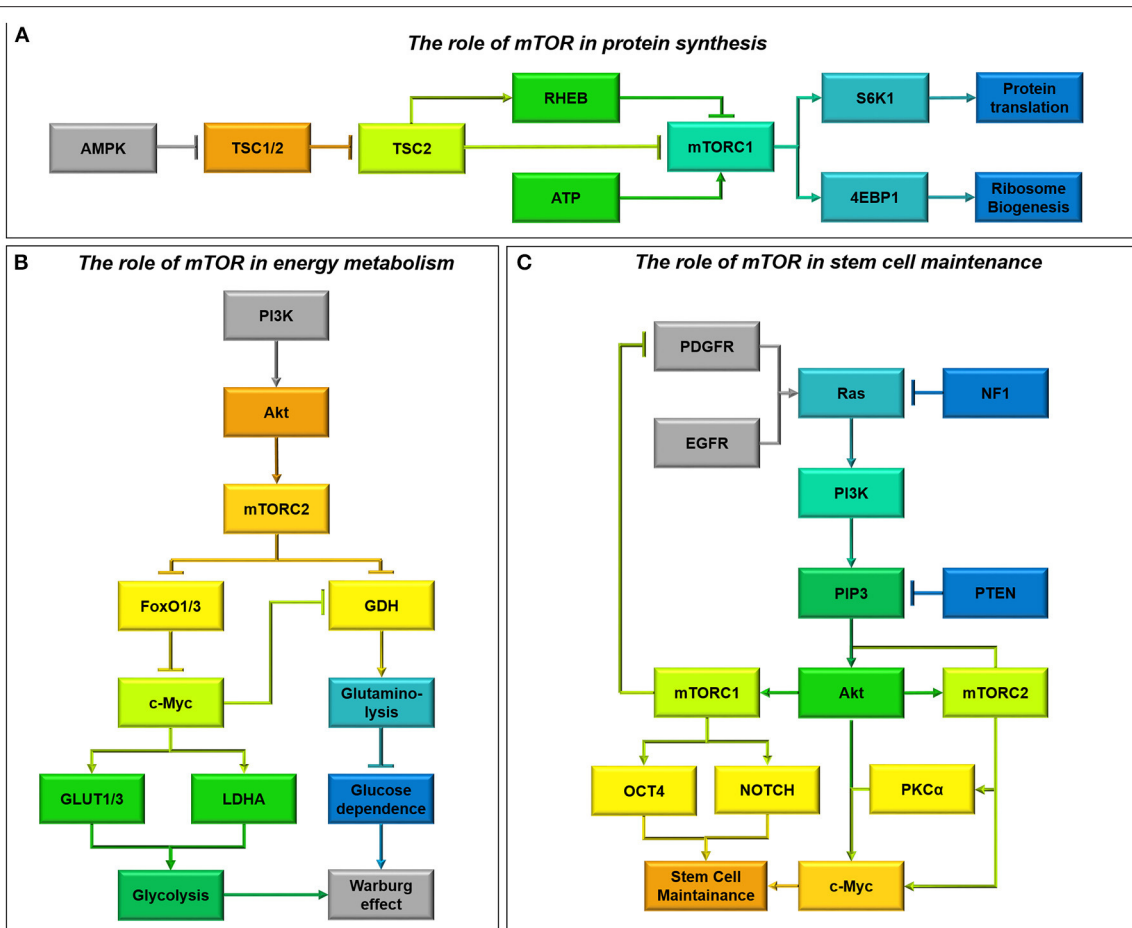 A
The role of mTOR in protein synthesis
AMPK
TSC1/2
TSC2
RHEB
ATP
mTORC1
S6K1
4EBP1
Protein
translation
Ribosome
Biogenesis
B
The role of mTOR in energy metabolism
PI3K
Akt
mTORC2
FoxO1/3
GDH
c-Myc
Glutamino-
lysis
GLUT1/3
LDHA
Glucose
dependence
Glycolysis
Warburg
effect
C
The role of mTOR in stem cell maintenance
PDGFR
EGFR
Ras
NF1
PI3K
PIP3
PTEN
mTORC1
Akt
mTORC2
OCT4
NOTCH
PKCα
Stem Cell
Maintainance
c-Myc